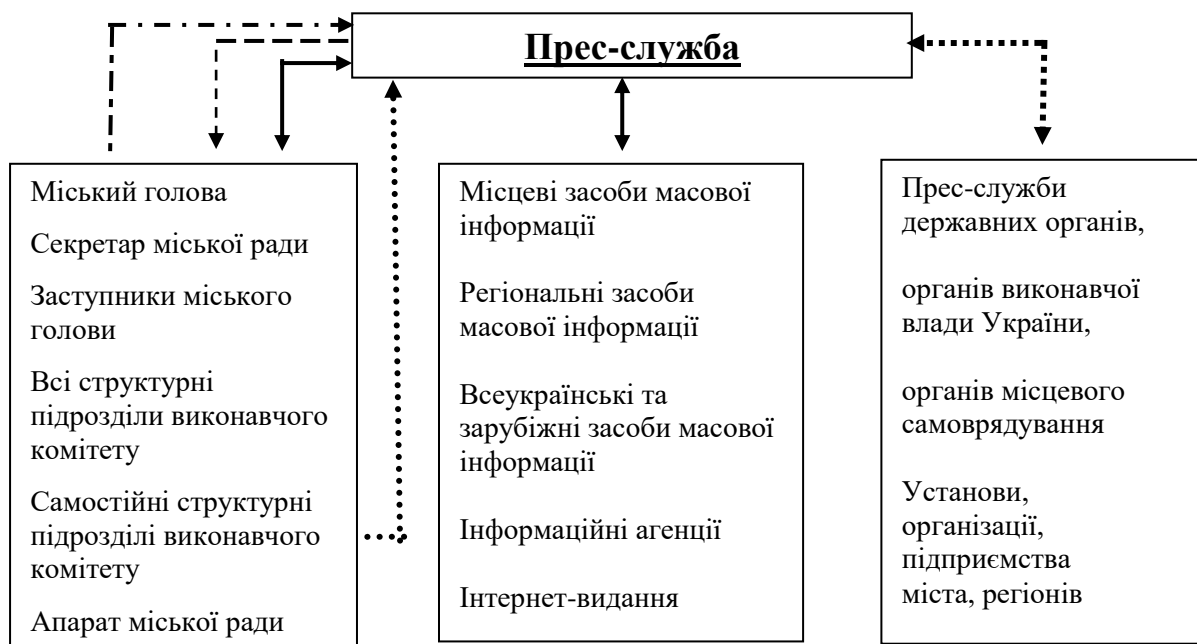 Прес-служба
Міський голова
Секретар міської ради
Заступники міського
голови
Всі структурні
підрозділи виконавчого
комітету
Самостійні структурні
підрозділі виконавчого
комітету
Апарат міської ради
Місцеві засоби масової
інформації
Регіональні засоби
масової інформації
Всеукраїнські та
зарубіжні засоби масової
інформації
Інформаційні агенції
Інтернет-видання
Прес-служби
державних органів,
органів виконавчої
влади України,
органів місцевого
самоврядування
Установи,
організації,
підприємства
міста, регіонів